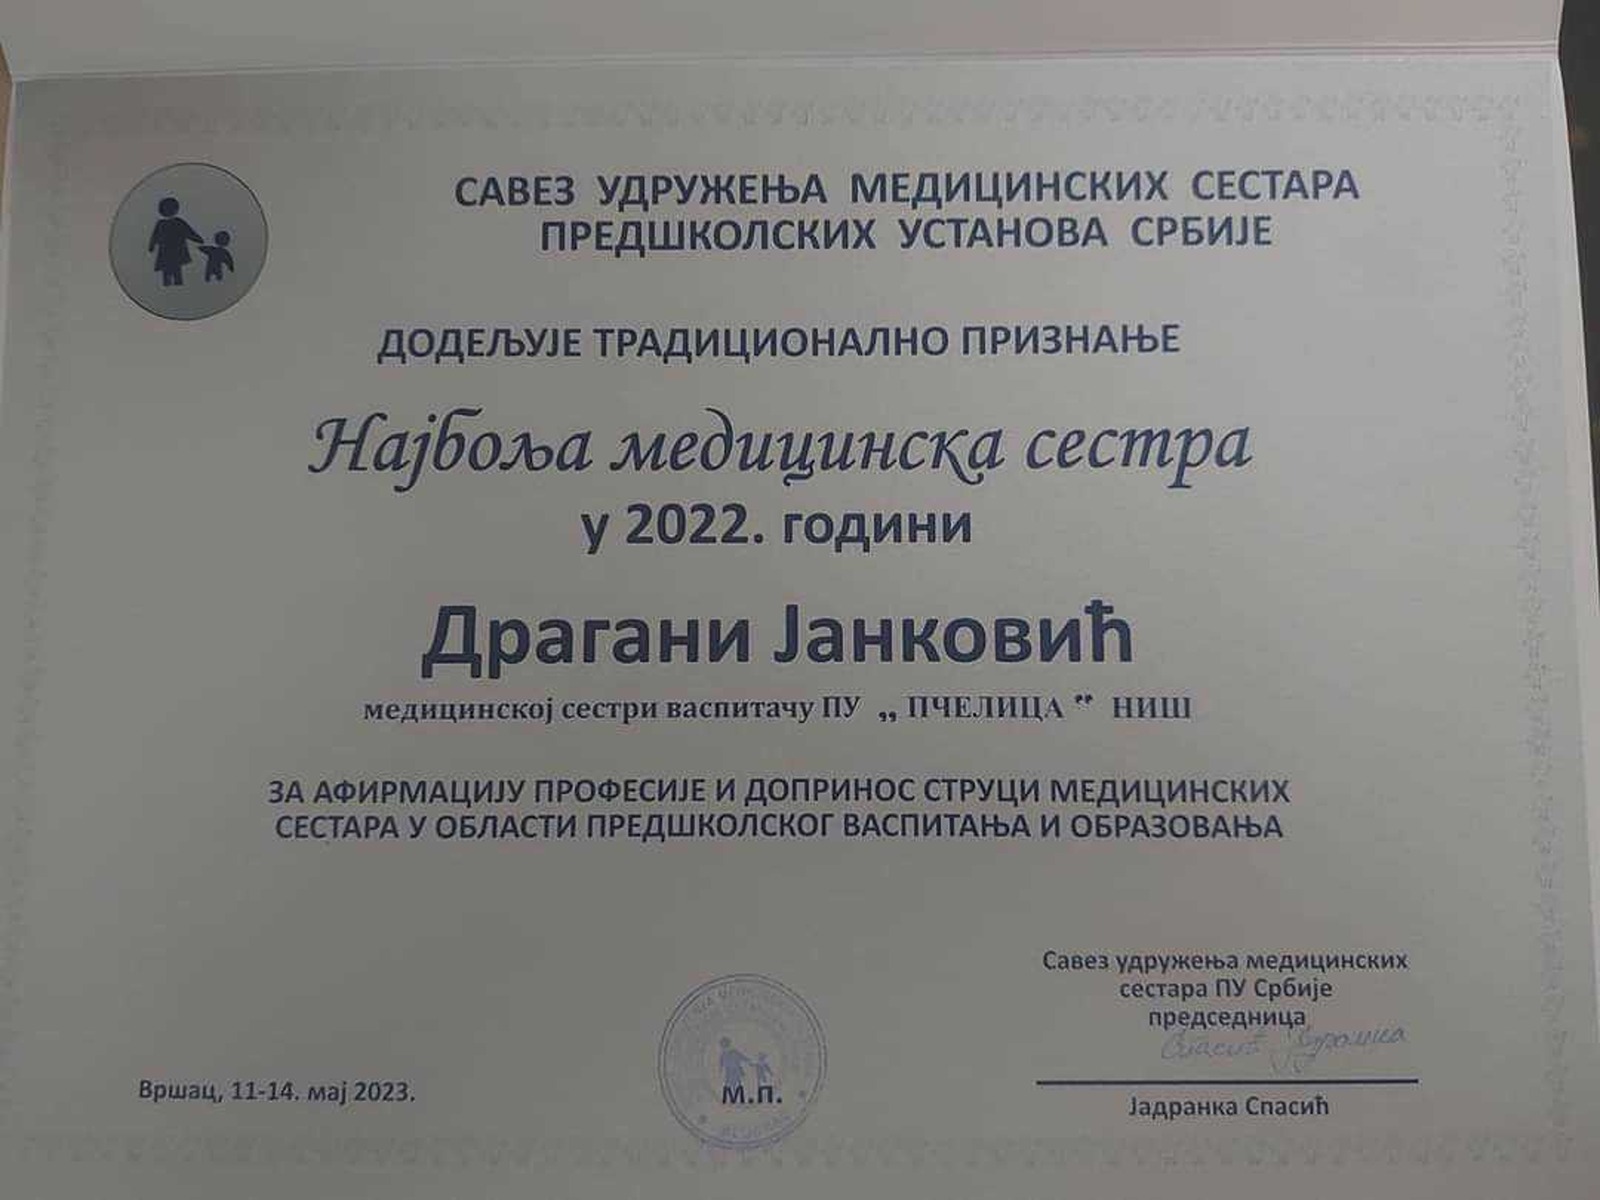 САВЕЗ УДРУЖЕЊА МЕДИЦИНСКИХ СЕСТАРА
ПРЕДШКОЛСКИХ УСТАНОВА СРБИЈЕ
ДОДЕЉУЈЕ ТРАДИЦИОНАЛНО ПРИЗНАЊЕ
Најбоља медицинска сестра
у 2022. години
Драгани Јанковић
медицинској сестри васпитачу ПУ „ ПЧЕЛИЦА ” НИШ
ЗА АФИРМАЦИЈУ ПРОФЕСИЈЕ И ДОПРИНОС СТРУЦИ МЕДИЦИНСКИХ
СЕСТАРА У ОБЛАСТИ ПРЕДШКОЛСКОГ ВАСПИТАЊА И ОБРАЗОВАЊА
Савез удружења медицинских
сестара ПУ Србије
председница
Спасић Јадранка
Вршац, 11-14. мај 2023.
М.П.
Јадранка Спасић